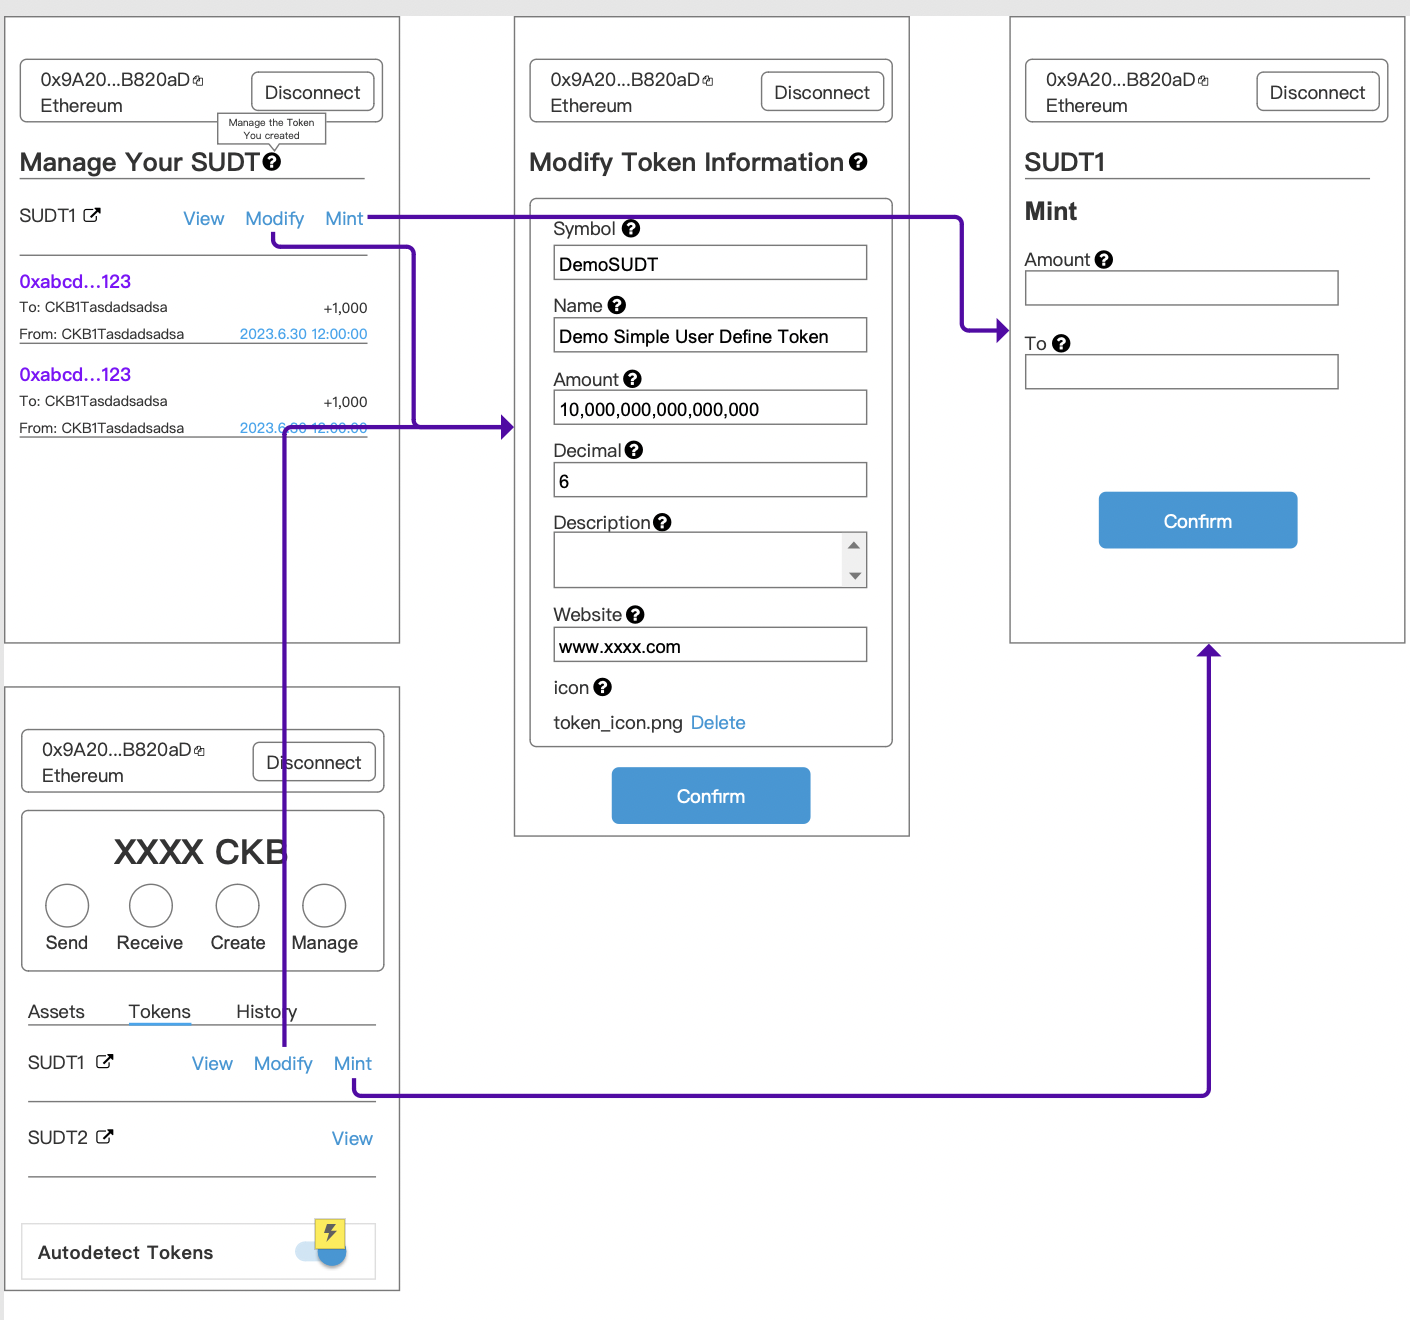 0x9A20...B820aD
Ethereum
Disconnect
Manage the Token
You created
Manage Your SUDT
SUDT1
View
Modify
Mint
0xabcd...123
To: CKB1Tasdadsadsa
+1,000
From: CKB1Tasdadsadsa
2023.6.30 12:00:00
0xabcd...123
To: CKB1Tasdadsadsa
+1,000
From: CKB1Tasdadsadsa
2023.6.30 12:00:00
0x9A20...B820aD
Ethereum
Disconnect
Modify Token Information
Symbol
DemoSUDT
Name
Demo Simple User Define Token
Amount
10,000,000,000,000,000
Decimal
6
Description
Website
www.xxxx.com
icon
token_icon.png Delete
Confirm
0x9A20...B820aD
Ethereum
Disconnect
SUDT1
Mint
Amount
To
Confirm
0x9A20...B820aD
Ethereum
Disconnect
XXXX CKB
Send
Receive
Create
Manage
Assets
Tokens
History
SUDT1
View
Modify
Mint
SUDT2
View
Autodetect Tokens